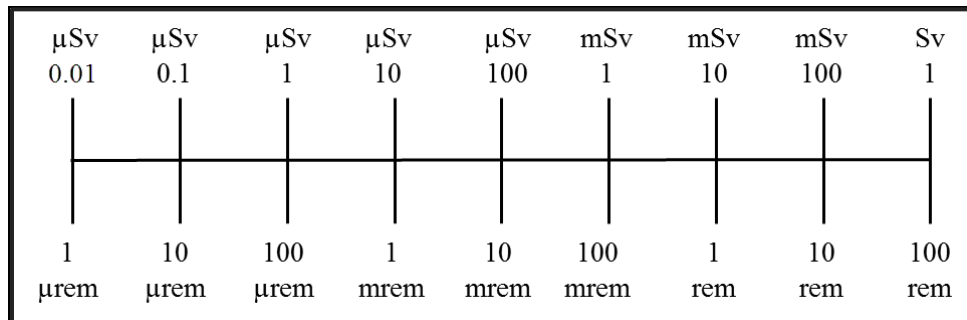 µSv µSv µSv µSv µSv mSv mSv mSv Sv
0.01 0.1 1 10 100 1 10 100 1
1 10 100 1 10 100 1 10 100
µrem µrem µrem mrem mrem mrem rem rem rem